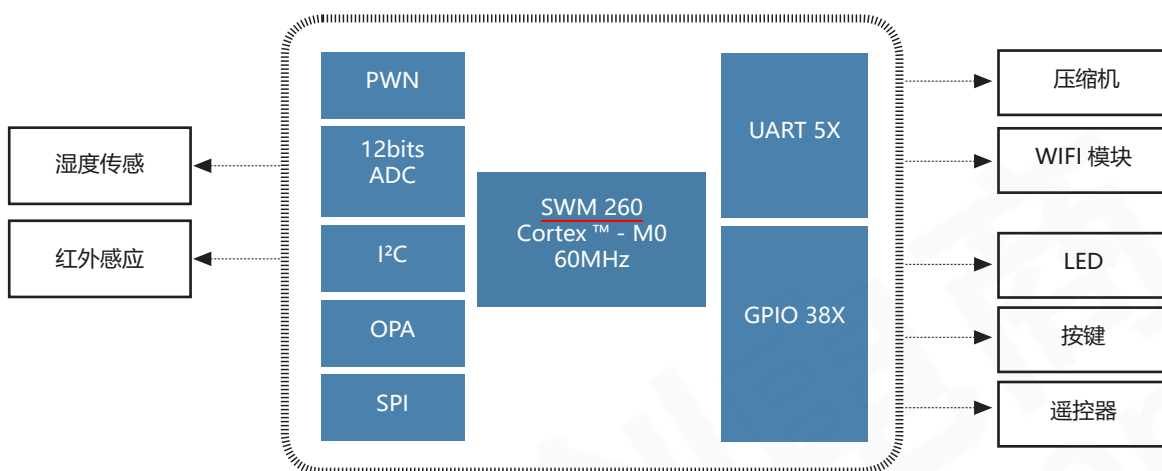 湿度传感
红外感应
PWN
12bits
ADC
I²C
OPA
SPI
SWM 260
Cortex ™ - M0
60MHz
UART 5X
GPIO 38X
压缩机
WIFI 模块
LED
按键
遥控器